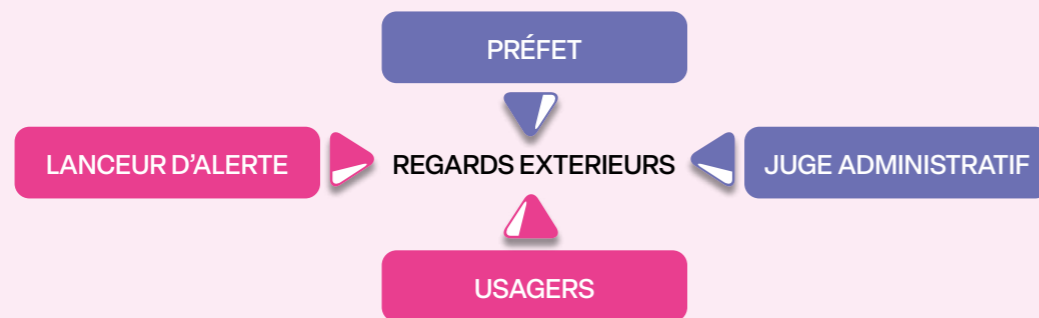 PRÉFET
LANCEUR D’ALERTE
REGARDS EXTERIEURS
JUGE ADMINISTRATIF
USAGERS